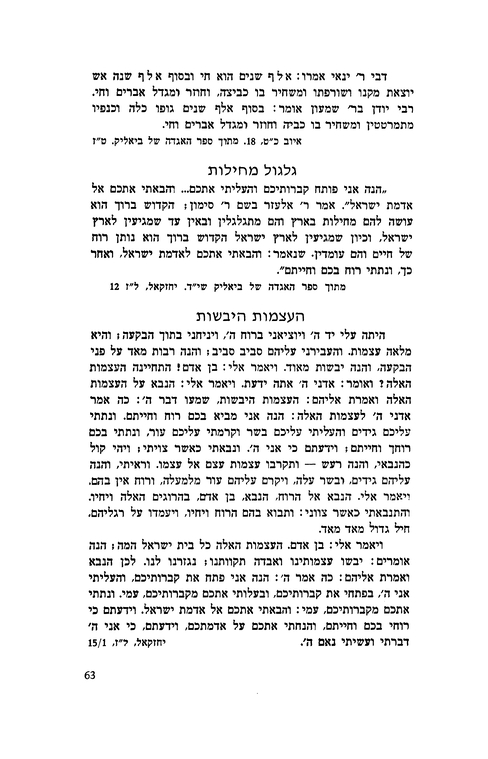 דבי ר׳ ינאי אמרו: אלף שנים הוא חי ובסוף אלף שנה אש
יוצאת מקנו ושורפתו ומשחיר בו כביצה, וחוזר ומגדל אברים וחי.
רבי יודן בר׳ שמעון אומר: בסוף אלף שנים גופו כלה וכנפיו
מתמרטטין ומשחיר בו כביה וחוזר ומגדל אברים וחי.
איוב כ״ט, 18. מתוך ספר האגדה של ביאליק. ט״ז
גלגול מחילות
„הנה אני פותח קברותיכם והעליתי אתכם... והבאתי אתכם אל
אדמת ישראל״. אמר ר׳ אלעזר בשם ר׳ סימון; הקדוש ברוך הוא
עושה להם מחילות בארץ והם מתגלגלין ובאין עד שמגיעין לארץ
ישראל, וכיון שמגיעין לארץ ישראל הקדוש ברוך הוא נותן רוח
של חיים והם עומדין. שנאמר: והבאתי אתכם לאדמת ישראל, ואחר
כך, ונתתי רוח בכם וחייתם״.
מתוך ספר האגדה של ביאליק שי״ד. יחזקאל, ל״ז 12
העצמות היבשות
היתה עלי יד ה׳ ויוציאני ברוח ה׳, ויניחני בתוך הבקעה; והיא
מלאה עצמות. והעבירני עליהם סביב סביב; והנה רבות מאד על פני
הבקעה, והנה יבשות מאוד. ויאמר אלי: בן אדם! התחיינה העצמות
האלה? ואומר: אדני ה׳ אתה ידעת. ויאמר אלי: הנבא על העצמות
האלה ואמרת אליהם: העצמות היבשות, שמעו דבר ה׳: כה אמר
אדני ה׳ לעצמות האלה: הנה אני מביא בכם רוח וחייתם. ונתתי
עליכם גידים והעליתי עליכם בשר וקרמתי עליכם עור, ונתתי בכם
רוחך וחייתם; וידעתם כי אני ה׳. ונבאתי כאשר צויתי; ויהי קול
כהנבאי, והנה רעש — ותקרבו עצמות עצם אל עצמו. וראיתי, והנה
עליהם גידים, ובשר עלה, ויקרם עליהם עור מלמעלה, ורוח אין בהם.
ויאמר אלי. הנבא אל הרוח, הנבא, בן אדם, בהרוגים האלה ויחיו.
והתנבאתי כאשר צווני: ותבוא בהם הרוח ויחיו, ויעמדו על רגליהם,
חיל גדול מאד מאד.
ויאמר אלי: בן אדם. העצמות האלה כל בית ישראל המה; הנה
אומרים: יבשו עצמותינו ואבדה תקוותנו; נגזרנו לנו. לכן הנבא
ואמרת אליהם: כה אמר ה׳: הנה אני פתח את קברותיכם, והעליתי
אני ה׳, בפתחי את קברותיכם, ובעלותי אתכם מקברותיכם, עמי. ונתתי
אתכם מקברותיכם, עמי: והבאתי אתכם אל אדמת ישראל. וידעתם כי
רוחי בכם וחייתם, והנחתי אתכם על אדמתכם, וידעתם, כי אני ה׳
דברתי ועשיתי נאם ה׳. יחזקאל, ל״ז, 15/1
63